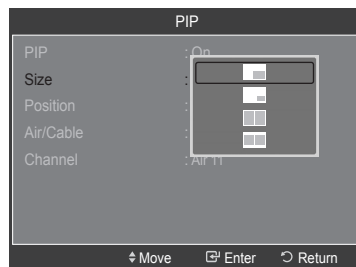 PIP
PIP : On
Size :
Position :
Air/Cable :
Channel : Air 11
Move Enter Return